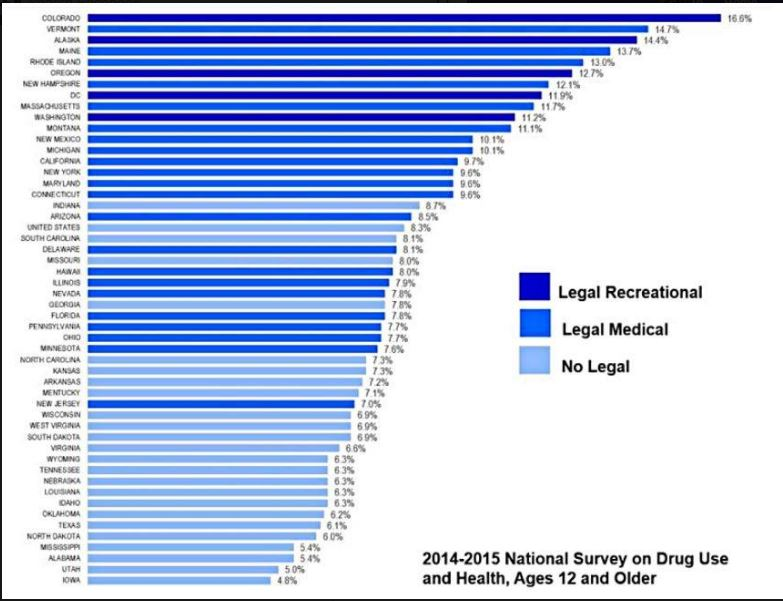 COLORADO 16.6%
VERMONT 14.7%
ALASKA 14.4%
MAINE 13.7%
RHODE ISLAND 13.0%
OREGON 12.7%
NEW HAMPSHIRE 12.1%
DC 11.9%
MASSACHUSETTS 11.7%
WASHINGTON 11.2%
MONTANA 11.1%
NEW MEXICO 10.1%
MICHIGAN 10.1%
CALIFORNIA 9.7%
NEW YORK 9.6%
MARYLAND 9.6%
CONNECTICUT 9.6%
INDIANA 8.7%
ARIZONA 8.5%
UNITED STATES 8.3%
SOUTH CAROLINA 8.1%
DELAWARE 8.1%
MISSOURI 8.0%
HAWAII 8.0%
ILLINOIS 7.9%
NEVADA 7.8%
GEORGIA 7.8%
FLORIDA 7.8%
PENNSYLVANIA 7.7%
OHIO 7.7%
MINNESOTA 7.6%
NORTH CAROLINA 7.3%
KANSAS 7.3%
ARKANSAS 7.2%
MENTUCKY 7.1%
NEW JERSEY 7.0%
WISCONSIN 6.9%
WEST VIRGINIA 6.9%
SOUTH DAKOTA 6.9%
VIRGINIA 6.6%
WYOMING 6.3%
TENNESSEE 6.3%
NEBRASKA 6.3%
LOUISIANA 6.3%
IDAHO 6.3%
OKLAHOMA 6.2%
TEXAS 6.1%
NORTH DAKOTA 6.0%
MISSISSIPPI 5.4%
ALABAMA 5.4%
UTAH 5.0%
IOWA 4.8%
Legal Recreational
Legal Medical
No Legal
2014-2015 National Survey on Drug Use
and Health, Ages 12 and Older